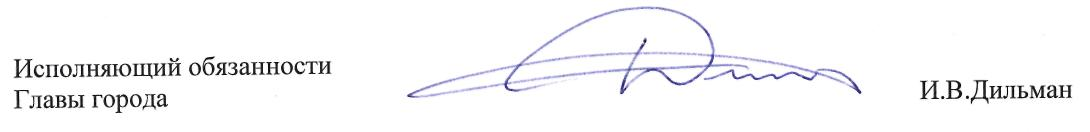 Исполняющий обязанности
Главы города
И.В.Дильман